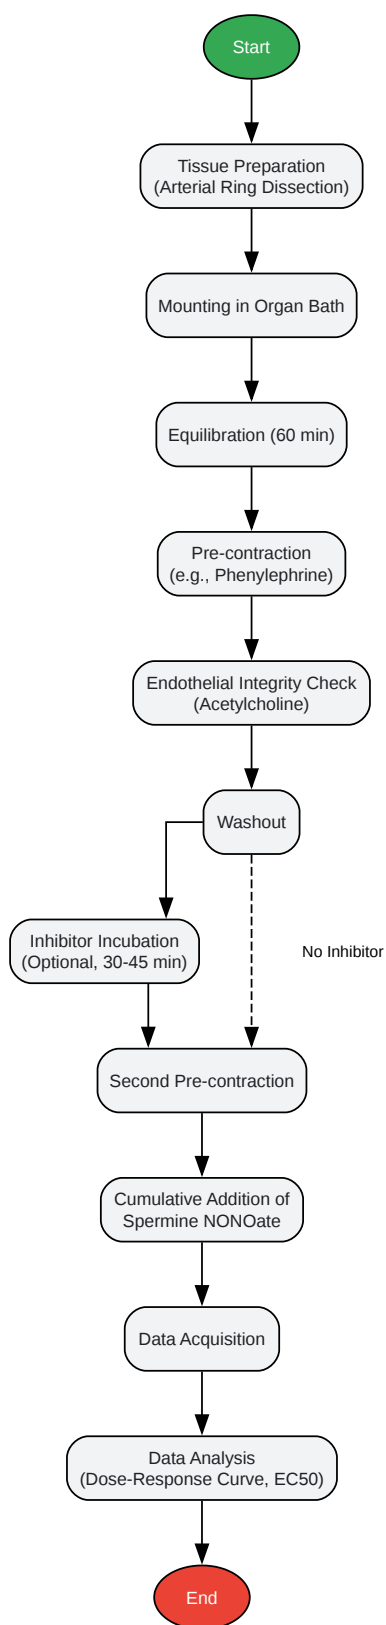 Start
Tissue Preparation
(Arterial Ring Dissection)
Mounting in Organ Bath
Equilibration (60 min)
Pre-contraction
(e.g., Phenylephrine)
Endothelial Integrity Check
(Acetylcholine)
Washout
Inhibitor Incubation
(Optional, 30-45 min)
No Inhibitor
Second Pre-contraction
Cumulative Addition of
Spermine NONOate
Data Acquisition
Data Analysis
(Dose-Response Curve, EC50)
End